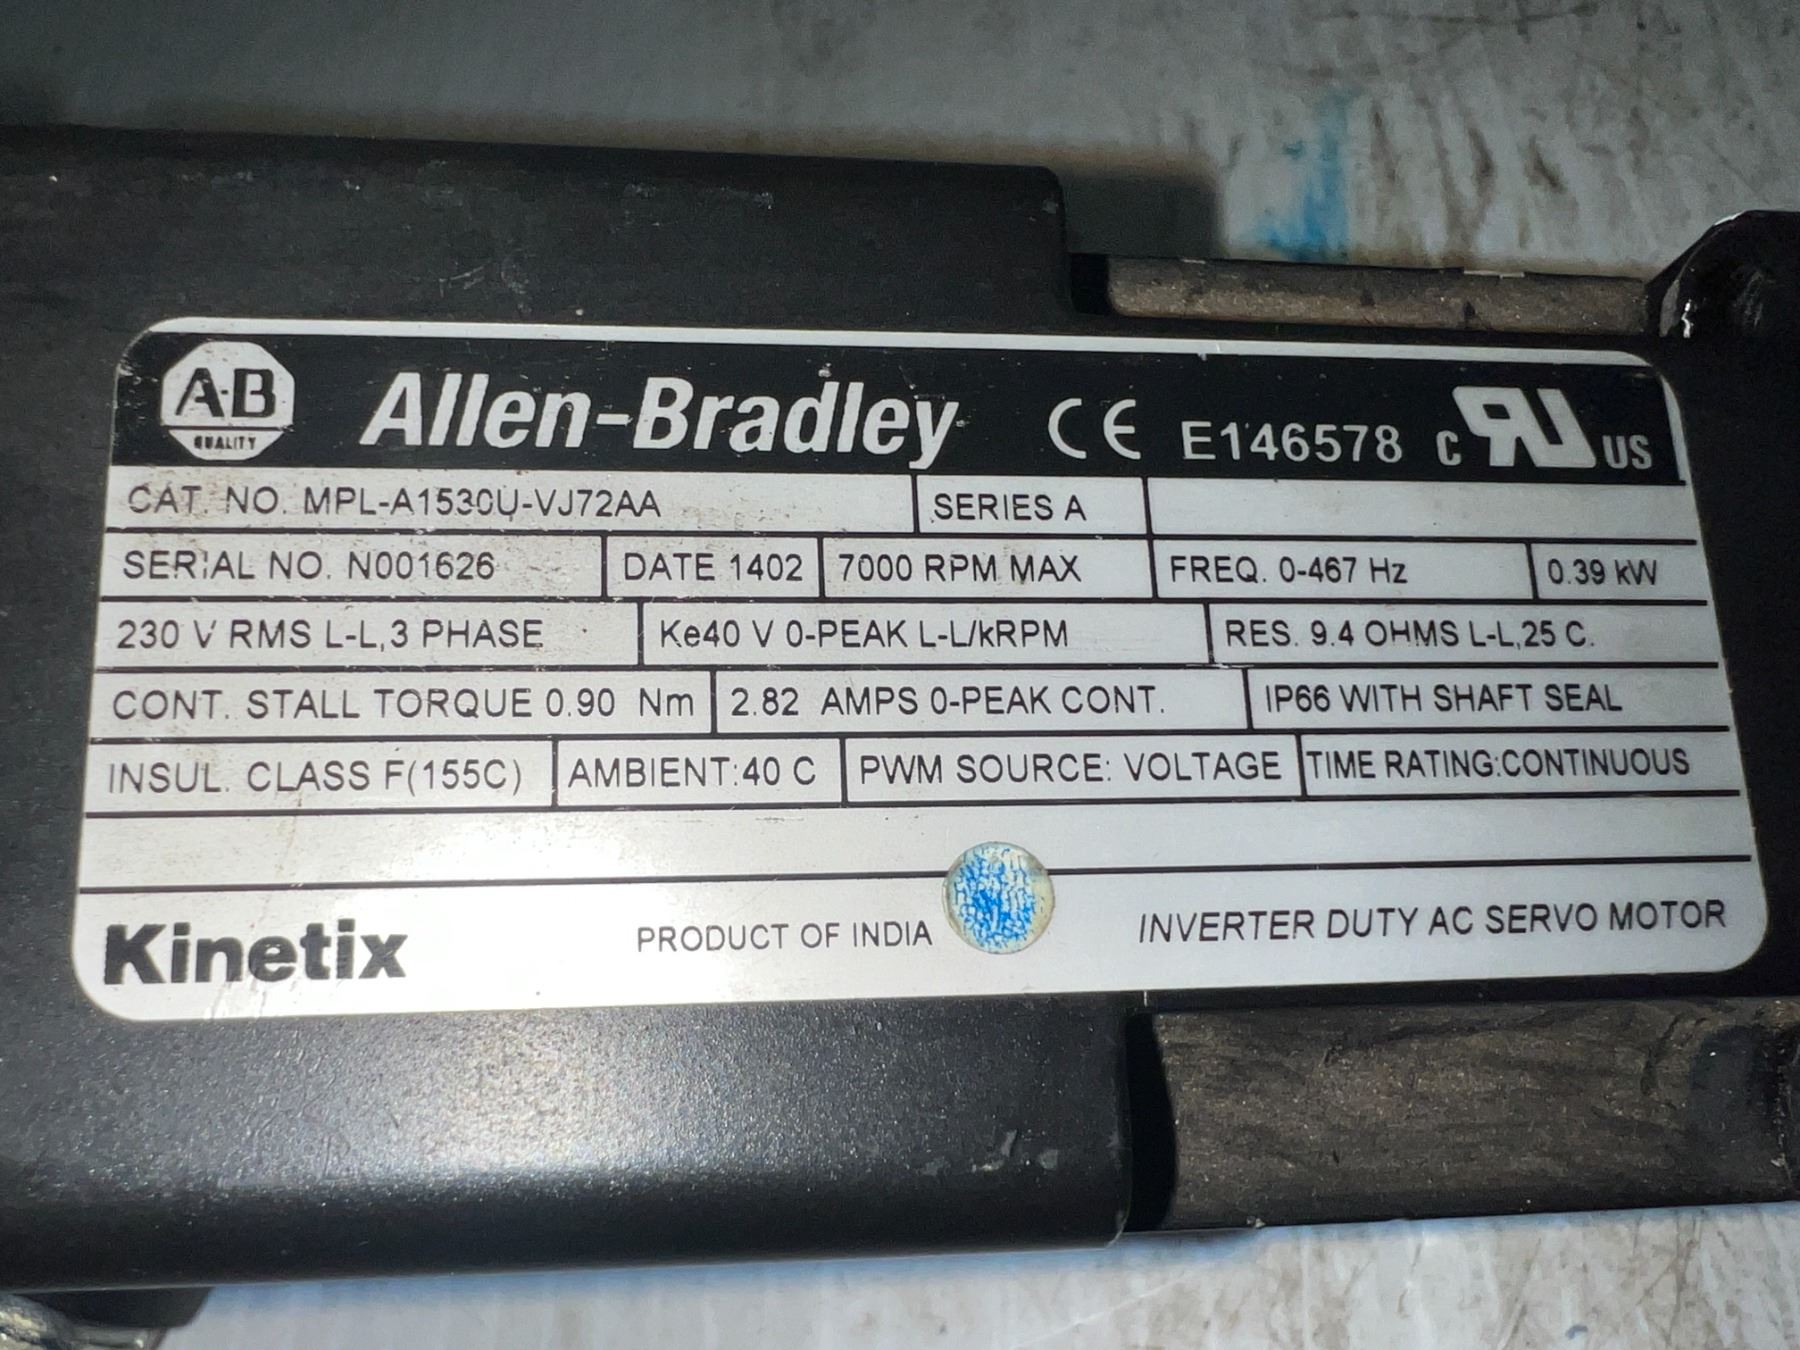 A-B QUALITY Allen-Bradley CE E146578 c RU US
CAT. NO. MPL-A1530U-VJ72AA SERIES A
SERIAL NO. N001626 DATE 1402 7000 RPM MAX FREQ. 0-467 Hz 0.39 kW
230 V RMS L-L,3 PHASE Ke40 V 0-PEAK L-L/kRPM RES. 9.4 OHMS L-L,25 C.
CONT. STALL TORQUE 0.90 Nm 2.82 AMPS 0-PEAK CONT. IP66 WITH SHAFT SEAL
INSUL. CLASS F(155C) AMBIENT:40 C PWM SOURCE: VOLTAGE TIME RATING:CONTINUOUS
Kinetix PRODUCT OF INDIA INVERTER DUTY AC SERVO MOTOR